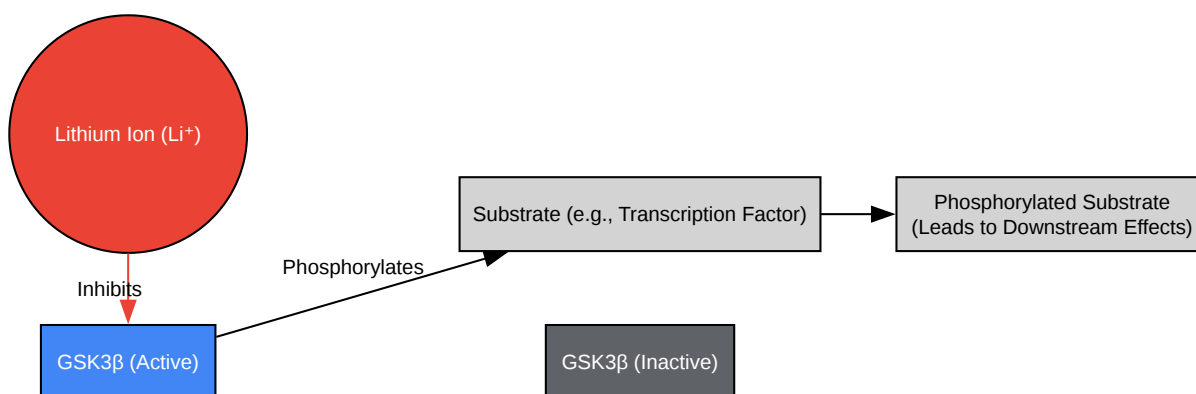 Lithium Ion (Li⁺)
Substrate (e.g., Transcription Factor)
Phosphorylated Substrate
(Leads to Downstream Effects)
Phosphorylates
Inhibits
GSK3β (Active)
GSK3β (Inactive)